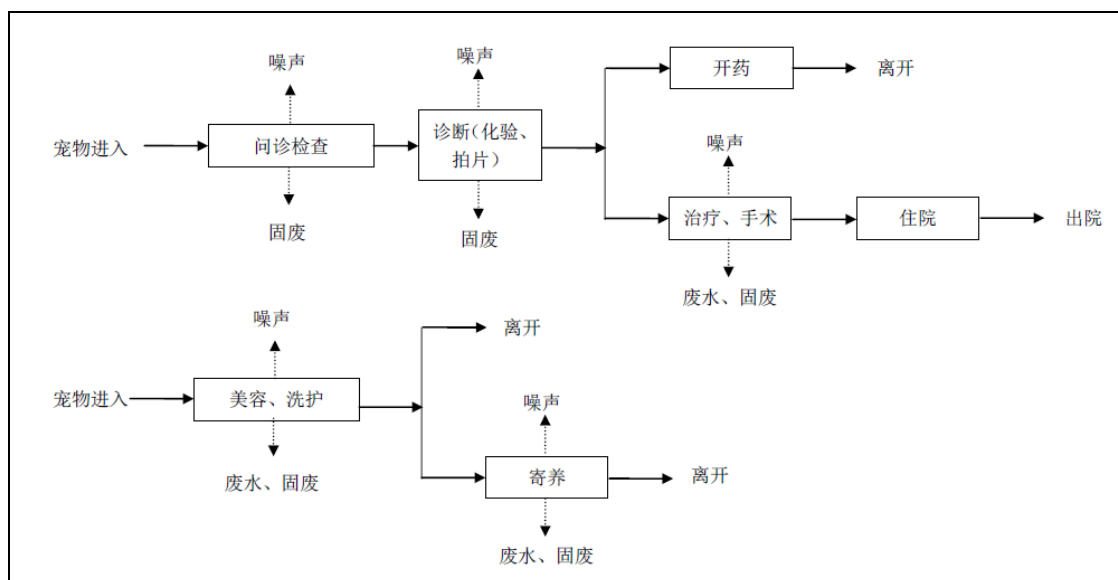 噪声
噪声
开药
离开
宠物进入
问诊检查
诊断（化验、
拍片）
噪声
固废
固废
治疗、手术
住院
出院
废水、固废
噪声
离开
宠物进入
美容、洗护
噪声
废水、固废
寄养
离开
废水、固废